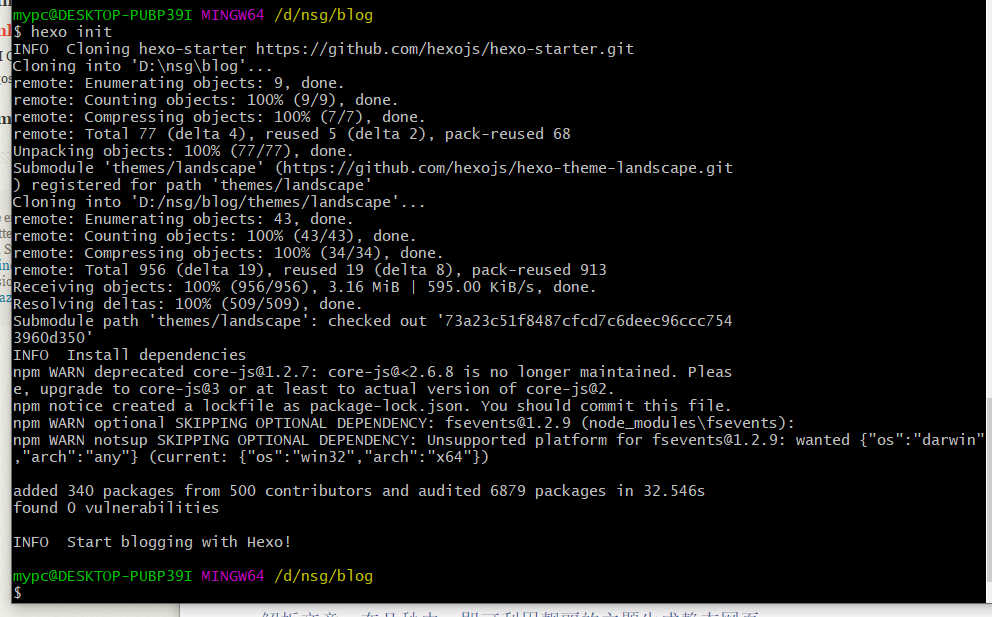 mypc@DESKTOP-PUBP39I MINGW64 /d/nsg/blog
$ hexo init
INFO  Cloning hexo-starter https://github.com/hexojs/hexo-starter.git
Cloning into 'D:\nsg\blog'...
remote: Enumerating objects: 9, done.
remote: Counting objects: 100% (9/9), done.
remote: Compressing objects: 100% (7/7), done.
remote: Total 77 (delta 4), reused 5 (delta 2), pack-reused 68
Unpacking objects: 100% (77/77), done.
Submodule 'themes/landscape' (https://github.com/hexojs/hexo-theme-landscape.git
) registered for path 'themes/landscape'
Cloning into 'D:/nsg/blog/themes/landscape'...
remote: Enumerating objects: 43, done.
remote: Counting objects: 100% (43/43), done.
remote: Compressing objects: 100% (34/34), done.
remote: Total 956 (delta 19), reused 19 (delta 8), pack-reused 913
Receiving objects: 100% (956/956), 3.16 MiB | 595.00 KiB/s, done.
Resolving deltas: 100% (509/509), done.
Submodule path 'themes/landscape': checked out '73a23c51f8487cfcd7c6deec96ccc754
3960d350'
INFO  Install dependencies
npm WARN deprecated core-js@1.2.7: core-js@<2.6.8 is no longer maintained. Pleas
e, upgrade to core-js@3 or at least to actual version of core-js@2.
npm notice created a lockfile as package-lock.json. You should commit this file.
npm WARN optional SKIPPING OPTIONAL DEPENDENCY: fsevents@1.2.9 (node_modules\fsevents):
npm WARN notsup SKIPPING OPTIONAL DEPENDENCY: Unsupported platform for fsevents@1.2.9: wanted {"os":"darwin"
,"arch":"any"} (current: {"os":"win32","arch":"x64"})
added 340 packages from 500 contributors and audited 6879 packages in 32.546s
found 0 vulnerabilities
INFO  Start blogging with Hexo!
mypc@DESKTOP-PUBP39I MINGW64 /d/nsg/blog
$